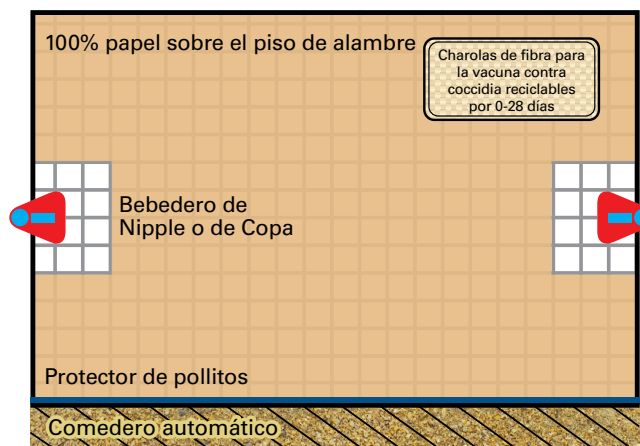 100% papel sobre el piso de alambre
Charolas de fibra para
la vacuna contra
coccidia reciclables
por 0-28 días
Bebedero de
Nipple o de Copa
Protector de pollitos
Comedero automático